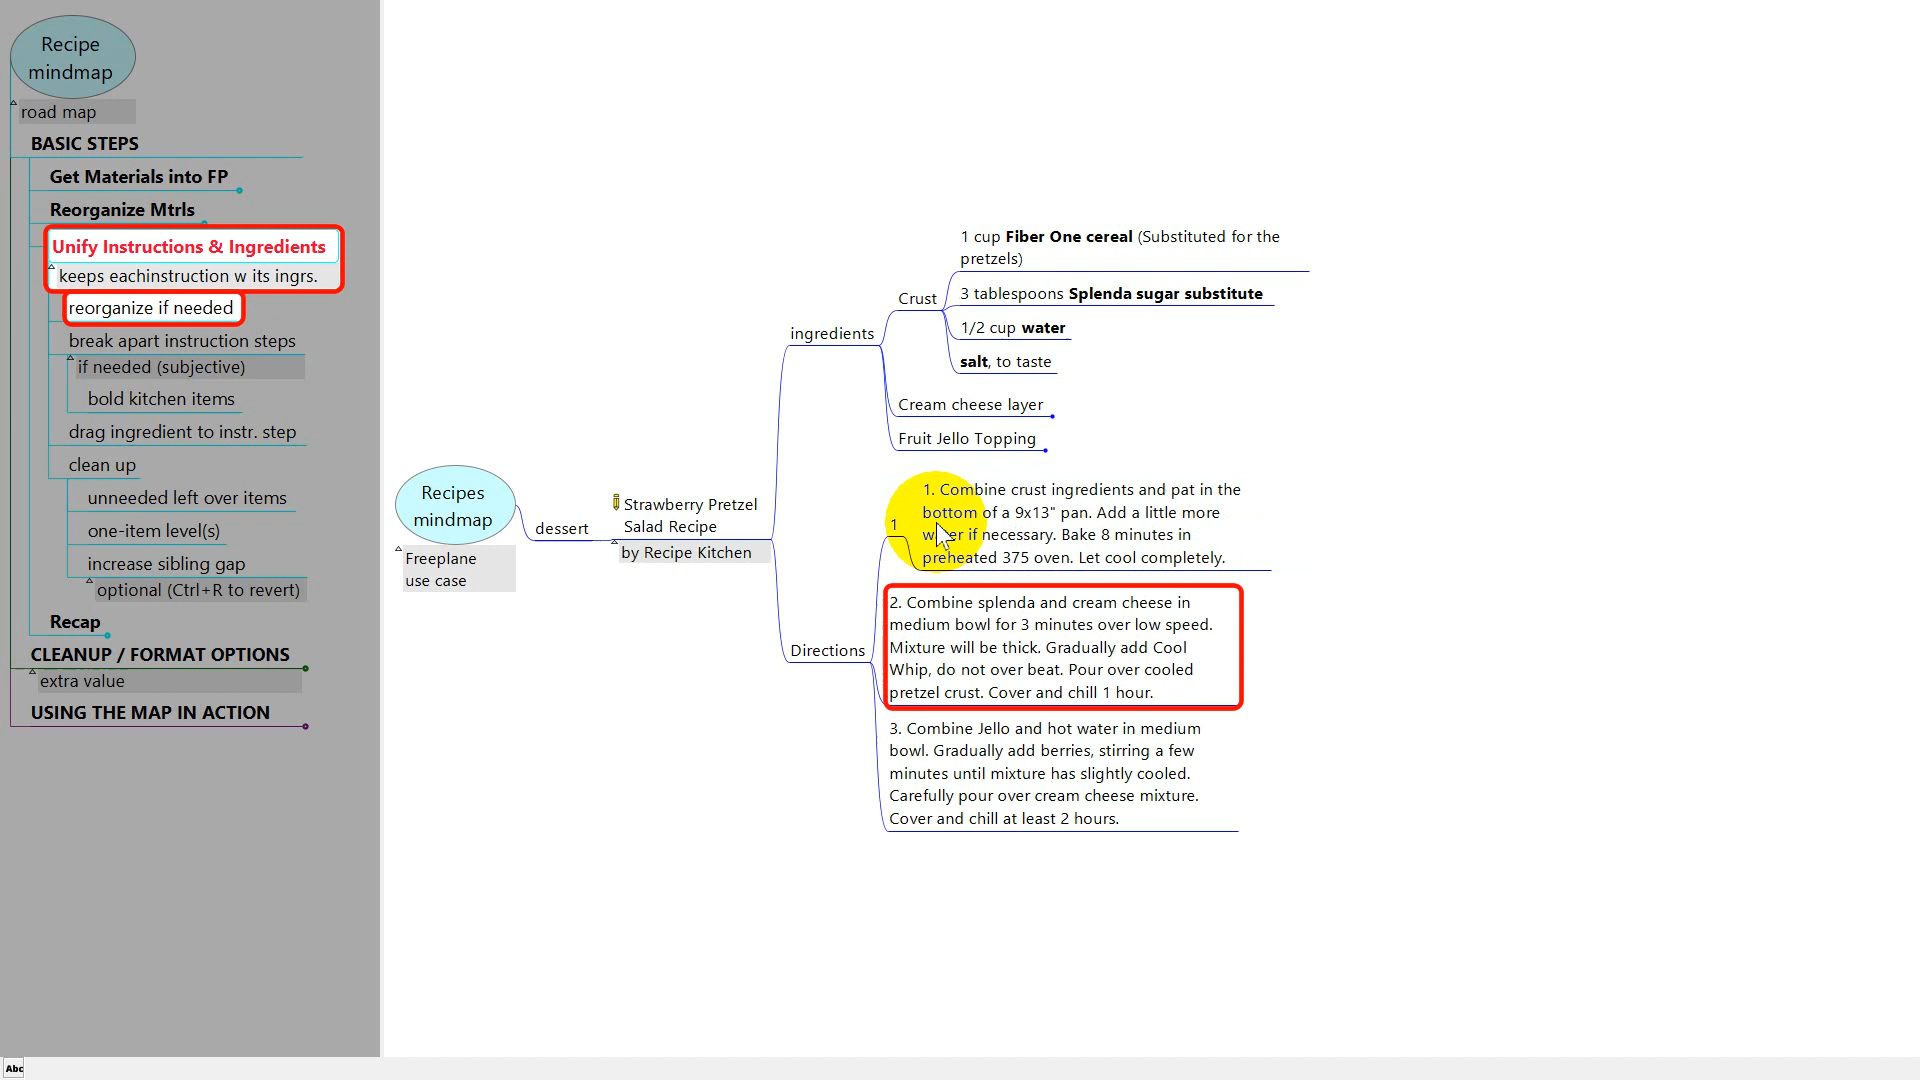 Recipe
mindmap
road map
BASIC STEPS
Get Materials into FP
Reorganize Mtrls
Unify Instructions & Ingredients
keeps eachinstruction w its ingrs.
reorganize if needed
break apart instruction steps
if needed (subjective)
bold kitchen items
drag ingredient to instr. step
clean up
unneeded left over items
one-item level(s)
increase sibling gap
optional (Ctrl+R to revert)
Recap
CLEANUP / FORMAT OPTIONS
extra value
USING THE MAP IN ACTION
Recipes
mindmap
Freeplane
use case
dessert
Strawberry Pretzel
Salad Recipe
by Recipe Kitchen
ingredients
Crust
1 cup Fiber One cereal (Substituted for the
pretzels)
3 tablespoons Splenda sugar substitute
1/2 cup water
salt, to taste
Cream cheese layer
Fruit Jello Topping
Directions
1
1. Combine crust ingredients and pat in the
bottom of a 9x13" pan. Add a little more
water if necessary. Bake 8 minutes in
preheated 375 oven. Let cool completely.
2. Combine splenda and cream cheese in
medium bowl for 3 minutes over low speed.
Mixture will be thick. Gradually add Cool
Whip, do not over beat. Pour over cooled
pretzel crust. Cover and chill 1 hour.
3. Combine Jello and hot water in medium
bowl. Gradually add berries, stirring a few
minutes until mixture has slightly cooled.
Carefully pour over cream cheese mixture.
Cover and chill at least 2 hours.
Abc